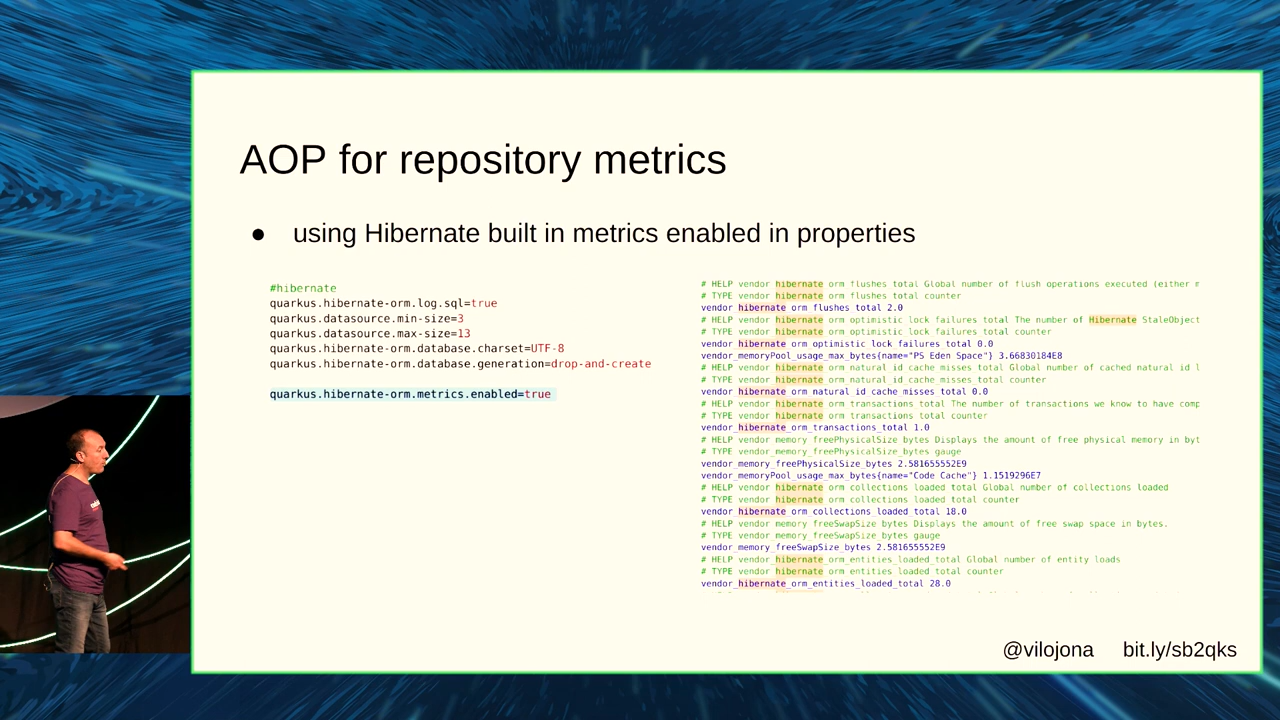 AOP for repository metrics
● using Hibernate built in metrics enabled in properties
#hibernate
quarkus.hibernate-orm.log.sql=true
quarkus.datasource.min-size=3
quarkus.datasource.max-size=13
quarkus.hibernate-orm.database.charset=UTF-8
quarkus.hibernate-orm.database.generation=drop-and-create
quarkus.hibernate-orm.metrics.enabled=true
# HELP vendor hibernate orm flushes total Global number of flush operations executed (either m
# TYPE vendor hibernate orm flushes total counter
vendor hibernate orm flushes total 2.0
# HELP vendor hibernate orm optimistic lock failures total The number of Hibernate StaleObject
# TYPE vendor hibernate orm optimistic lock failures total counter
vendor hibernate orm optimistic lock failures total 0.0
vendor_memoryPool_usage_max_bytes{name="PS Eden Space"} 3.66830184E8
# HELP vendor hibernate orm natural id cache misses total Global number of cached natural id l
# TYPE vendor hibernate orm natural id cache misses total counter
vendor hibernate orm natural id cache misses total 0.0
# HELP vendor hibernate orm transactions total The number of transactions we know to have comp
# TYPE vendor hibernate orm transactions total counter
vendor_hibernate_orm_transactions_total 1.0
# HELP vendor memory freePhysicalSize bytes Displays the amount of free physical memory in byt
# TYPE vendor_memory_freePhysicalSize_bytes gauge
vendor_memory_freePhysicalSize_bytes 2.581655552E9
vendor_memoryPool_usage_max_bytes{name="Code Cache"} 1.1519296E7
# HELP vendor hibernate orm collections loaded total Global number of collections loaded
# TYPE vendor hibernate orm collections loaded total counter
vendor hibernate orm collections loaded total 18.0
# HELP vendor memory freeSwapSize bytes Displays the amount of free swap space in bytes.
# TYPE vendor memory freeSwapSize bytes gauge
vendor_memory_freeSwapSize_bytes 2.581655552E9
# HELP vendor_hibernate_orm_entities_loaded_total Global number of entity loads
# TYPE vendor hibernate orm entities loaded total counter
vendor_hibernate_orm_entities_loaded_total 28.0
@vilojona bit.ly/sb2qks